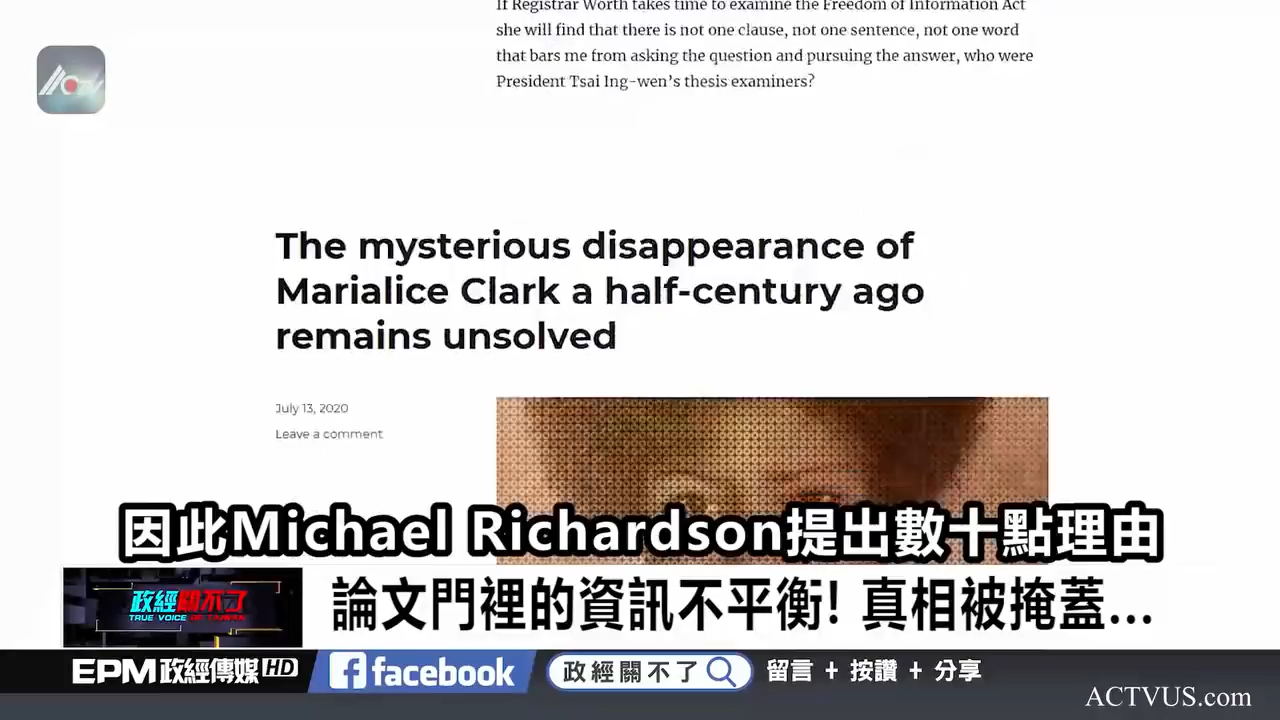 If Registrar Worth takes time to examine the Freedom of Information Act
she will find that there is not one clause, not one sentence, not one word
that bars me from asking the question and pursuing the answer, who were
President Tsai Ing-wen's thesis examiners?
The mysterious disappearance of
Marialice Clark a half-century ago
remains unsolved
July 13, 2020
Leave a comment
因此Michael Richardson提出數十點理由
政經關不了
論文門裡的資訊不平衡! 真相被掩蓋...
TRUE VOICE OF TAIWAN
EPM政經傳媒HD
facebook
政經關不了
留言 + 按讚 + 分享
ACTVUS.com